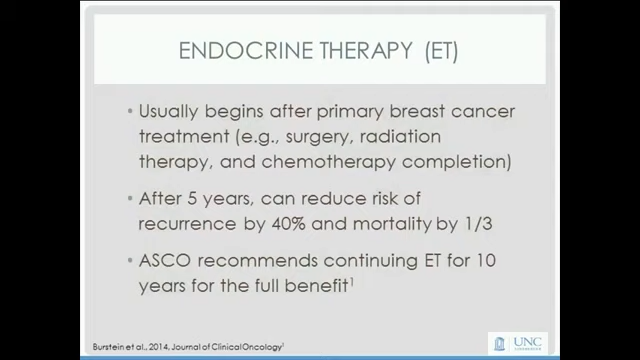 ENDOCRINE THERAPY (ET)
• Usually begins after primary breast cancer
treatment (e.g., surgery, radiation
therapy, and chemotherapy completion)
• After 5 years, can reduce risk of
recurrence by 40% and mortality by 1/3
• ASCO recommends continuing ET for 10
years for the full benefit¹
Burstein et al., 2014, Journal of Clinical Oncology¹
UNC